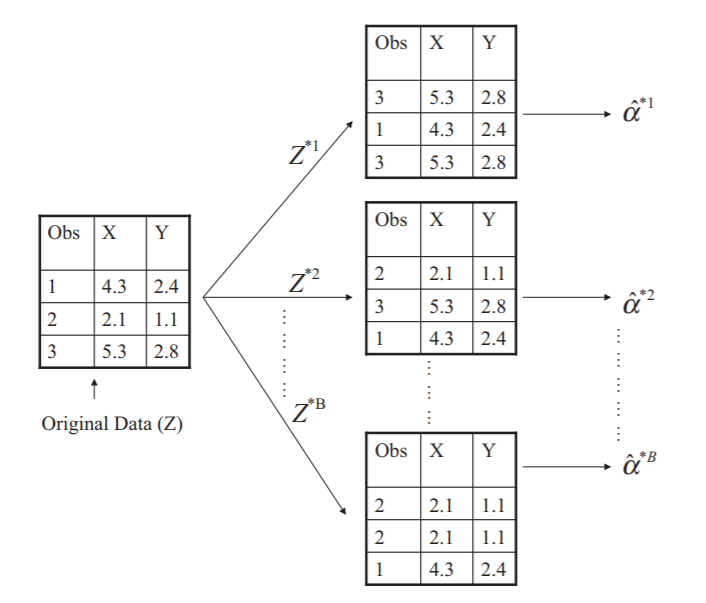 Obs X Y
3 5.3 2.8
1 4.3 2.4
3 5.3 2.8
α̂*1
Z*1
Obs X Y
1 4.3 2.4
2 2.1 1.1
3 5.3 2.8
Original Data (Z)
Z*2
Obs X Y
2 2.1 1.1
3 5.3 2.8
1 4.3 2.4
α̂*2
Z*B
Obs X Y
2 2.1 1.1
2 2.1 1.1
1 4.3 2.4
α̂*B